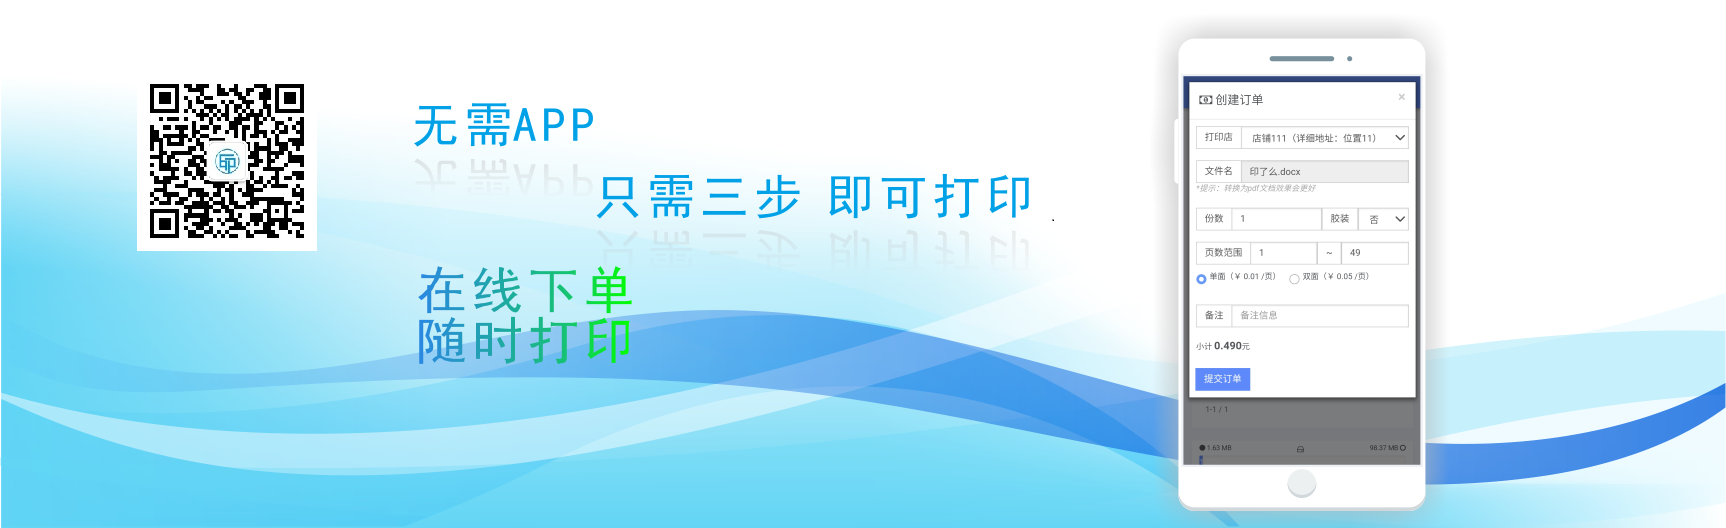 印
无需APP
只需三步 即可打印 .
在线下单
随时打印
创建订单 ×
打印店 店铺111（详细地址：位置11）
文件名 印了么.docx
*提示：转换为pdf文档效果会更好
份数 1 胶装 否
页数范围 1 ~ 49
单面（￥ 0.01 /页） 双面（￥ 0.05 /页）
备注 备注信息
小计 0.490元
提交订单
1-1 / 1
1.63 MB 98.37 MB